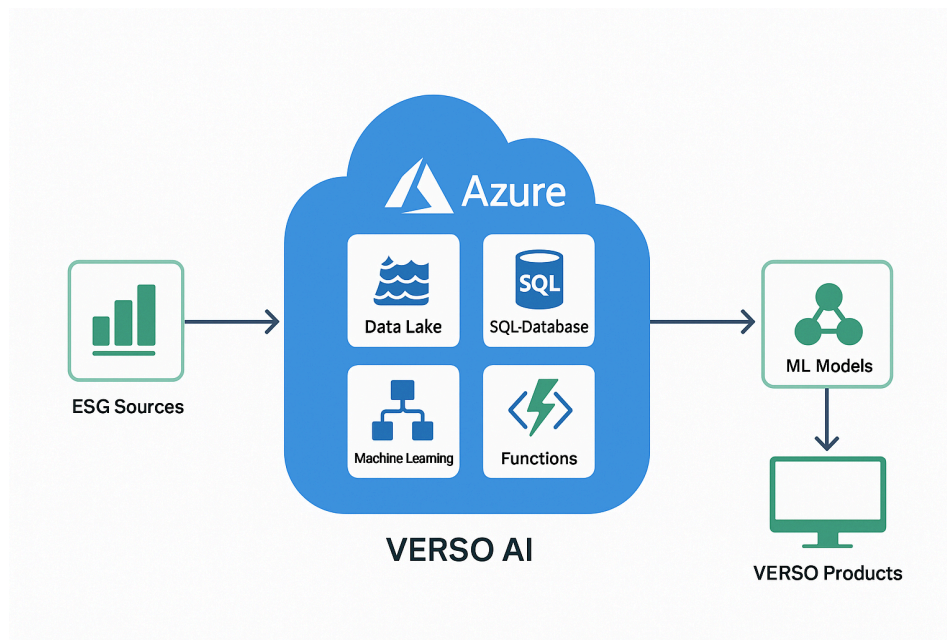 Azure
Data Lake
SQL
SQL-Database
Machine Learning
Functions
ESG Sources
VERSO AI
ML Models
VERSO Products